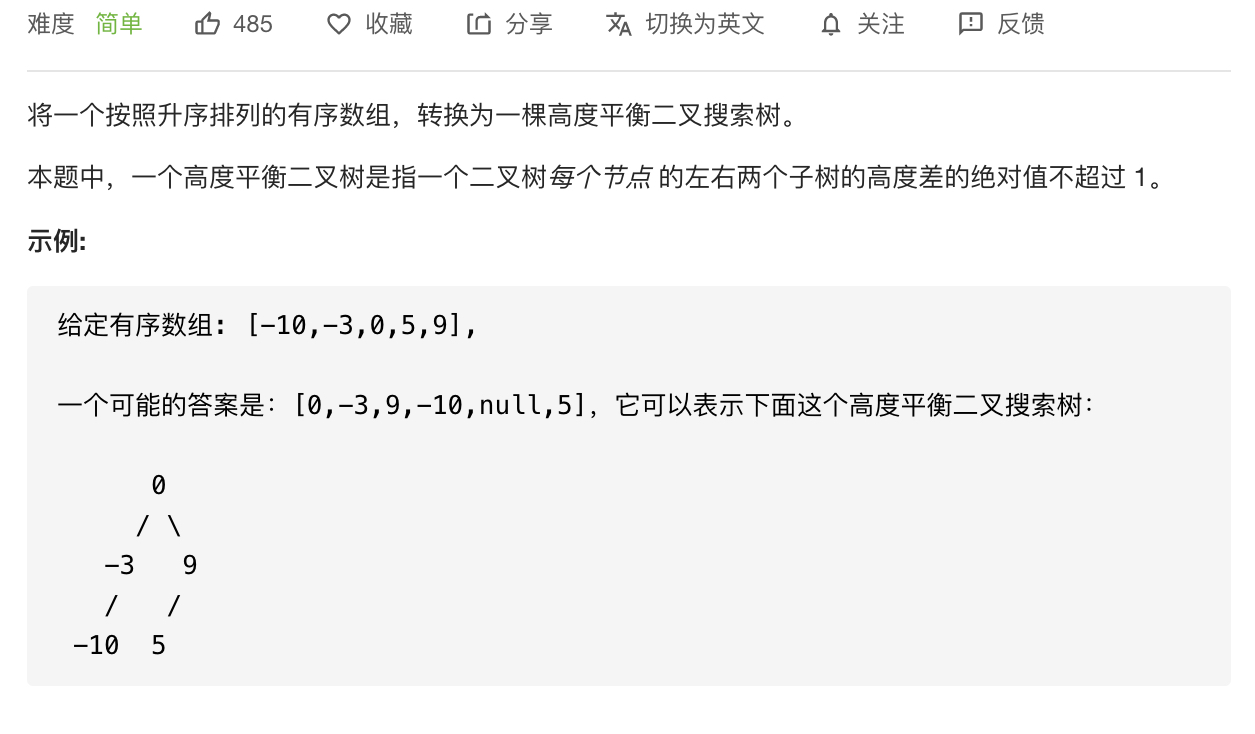 难度 简单 485 收藏 分享 切换为英文 关注 反馈
将一个按照升序排列的有序数组，转换为一棵高度平衡二叉搜索树。
本题中，一个高度平衡二叉树是指一个二叉树每个节点 的左右两个子树的高度差的绝对值不超过 1。
示例:
给定有序数组: [-10,-3,0,5,9],
一个可能的答案是：[0,-3,9,-10,null,5]，它可以表示下面这个高度平衡二叉搜索树：
0
/ \
-3 9
/ /
-10 5